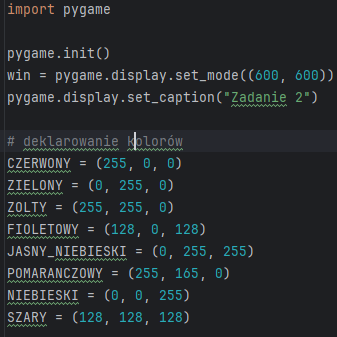 import pygame
pygame.init()
win = pygame.display.set_mode((600, 600))
pygame.display.set_caption("Zadanie 2")
# deklarowanie kolorów
CZERWONY = (255, 0, 0)
ZIELONY = (0, 255, 0)
ZOLTY = (255, 255, 0)
FIOLETOWY = (128, 0, 128)
JASNY_NIEBIESKI = (0, 255, 255)
POMARANCZOWY = (255, 165, 0)
NIEBIESKI = (0, 0, 255)
SZARY = (128, 128, 128)